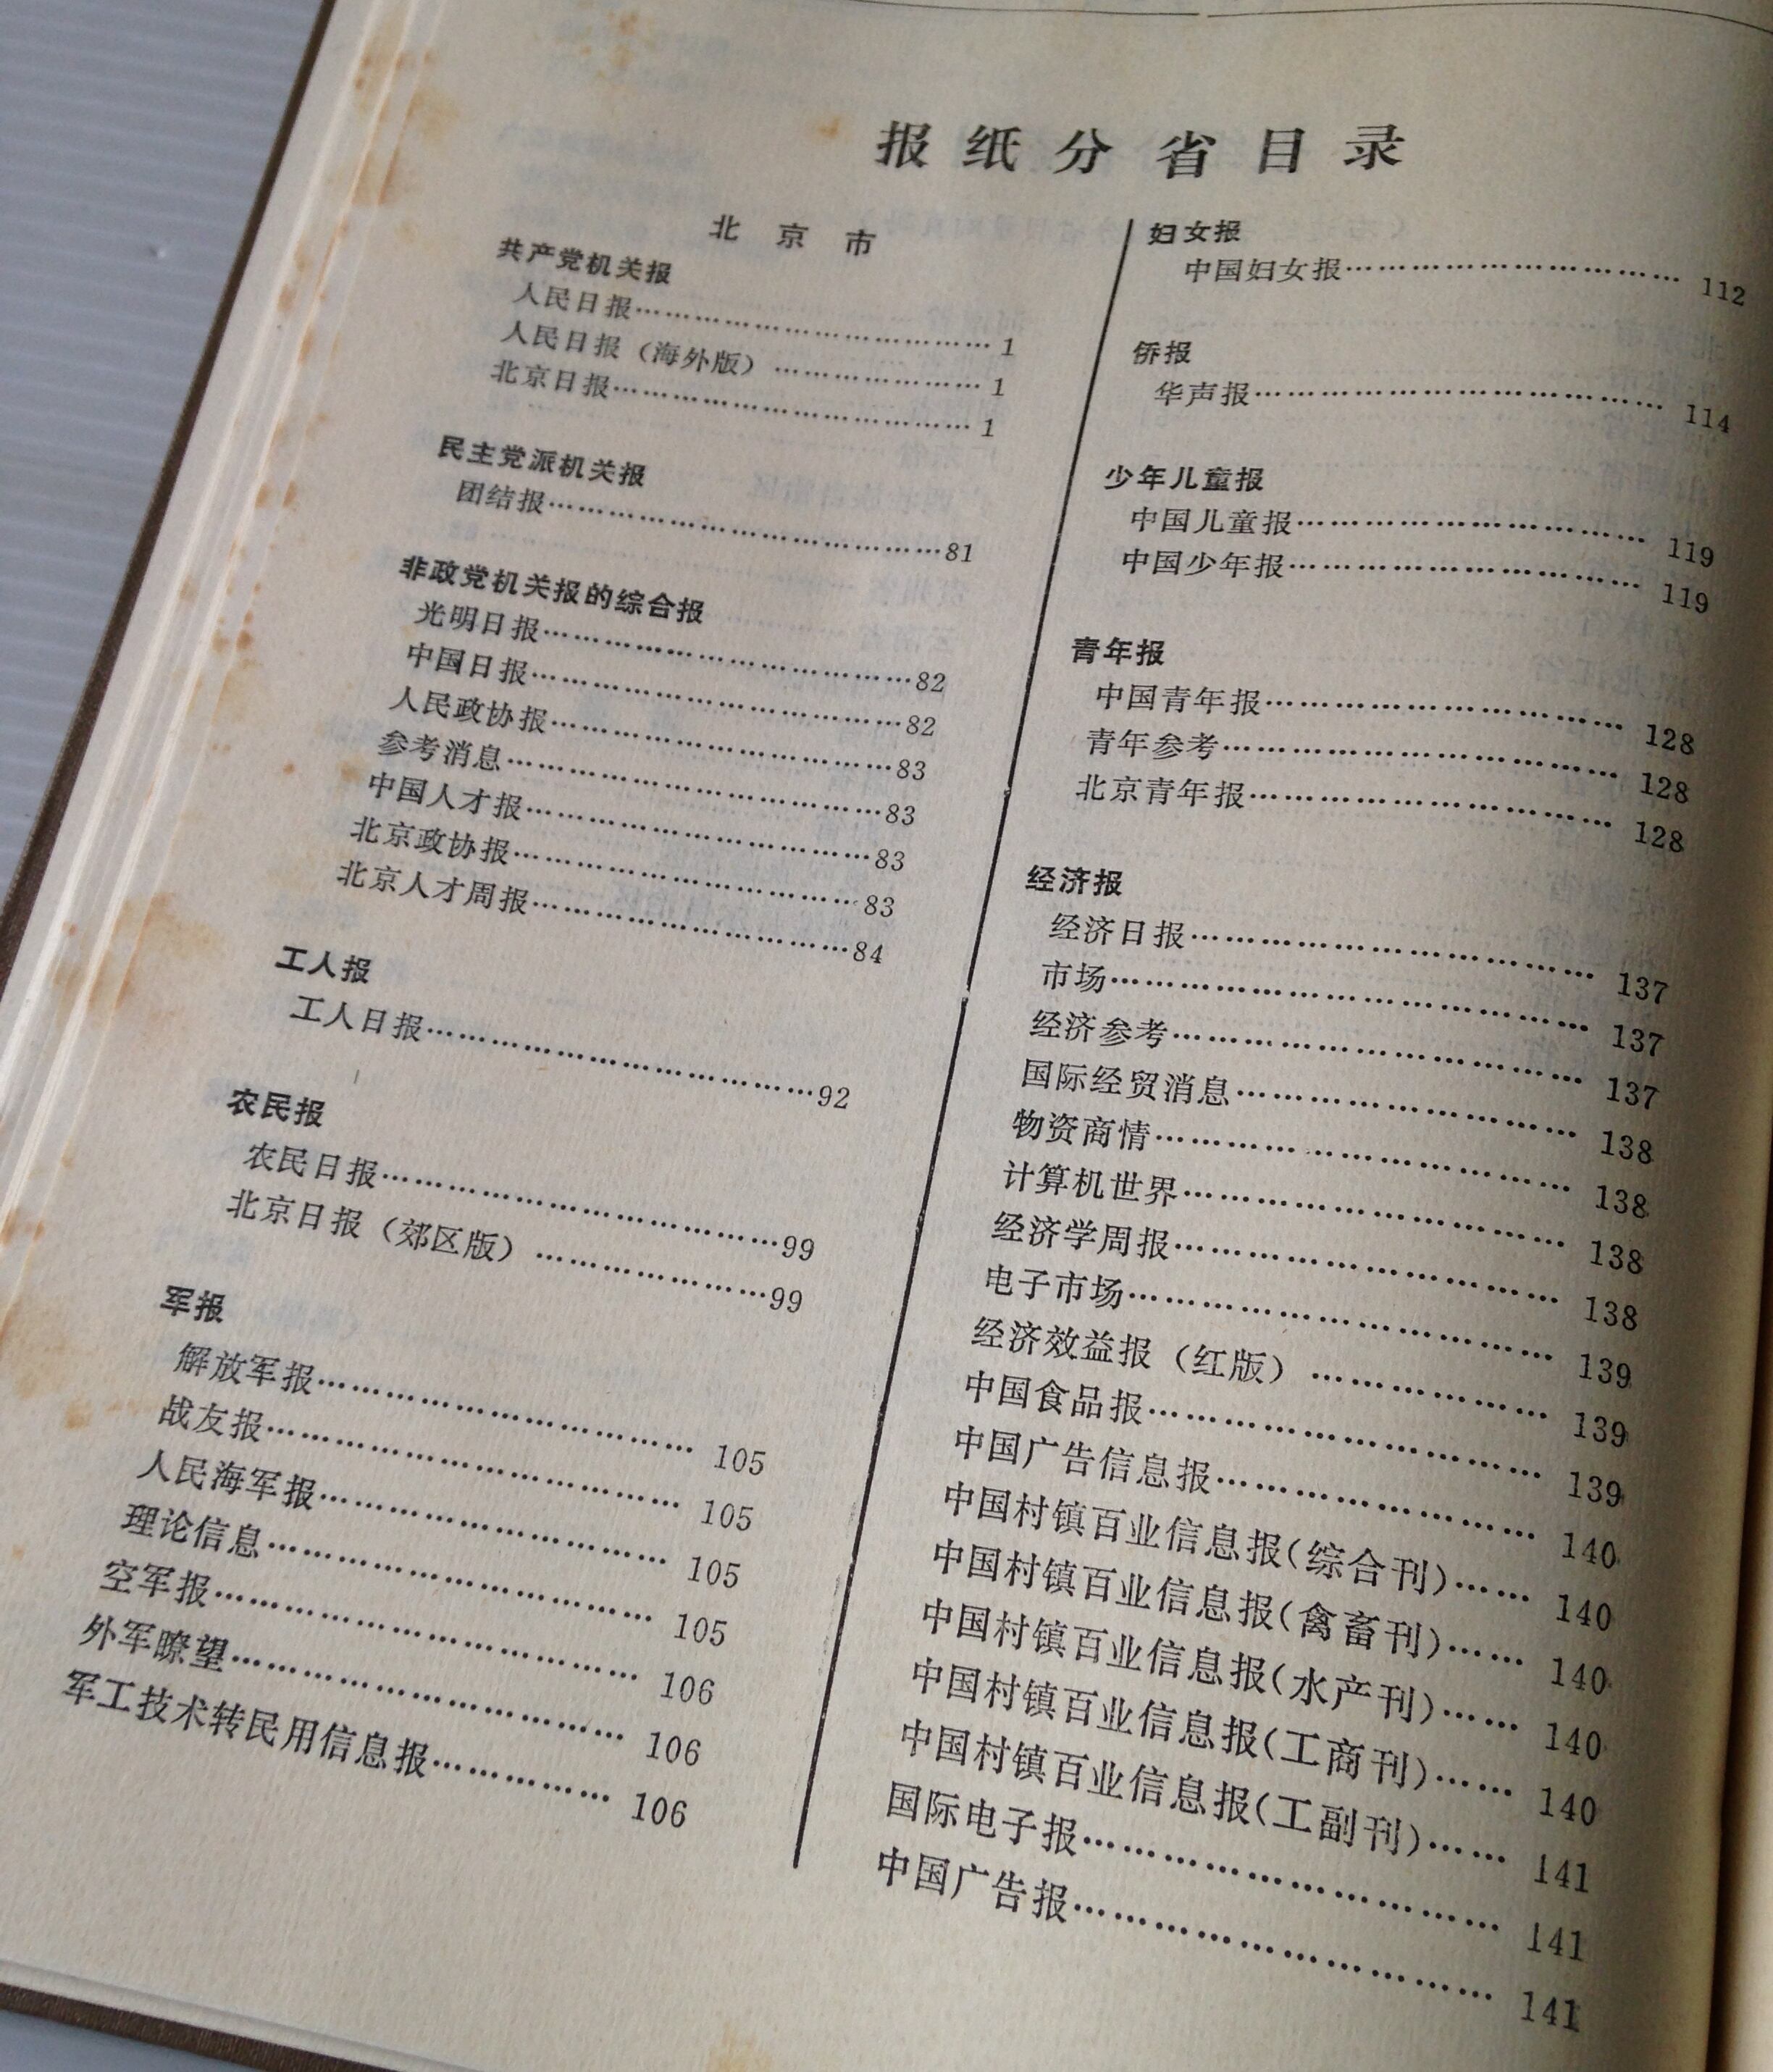 报纸分省目录
北京市
共产党机关报
人民日报……………………………… 1
人民日报（海外版）………………… 1
北京日报……………………………… 1
民主党派机关报
团结报…………………………………81
非政党机关报的综合报
光明日报………………………………82
中国日报………………………………82
人民政协报……………………………83
参考消息………………………………83
中国人才报……………………………83
北京政协报……………………………83
北京人才周报…………………………84
工人报
工人日报………………………………92
农民报
农民日报………………………………99
北京日报（郊区版）…………………99
军报
解放军报……………………………… 105
战友报………………………………… 105
人民海军报…………………………… 105
理论信息……………………………… 105
空军报………………………………… 106
外军瞭望……………………………… 106
军工技术转民用信息报…………… 106
妇女报
中国妇女报…………………………… 112
侨报
华声报………………………………… 114
少年儿童报
中国儿童报…………………………… 119
中国少年报…………………………… 119
青年报
中国青年报…………………………… 128
青年参考……………………………… 128
北京青年报…………………………… 128
经济报
经济日报……………………………… 137
市场…………………………………… 137
经济参考……………………………… 137
国际经贸消息………………………… 138
物资商情……………………………… 138
计算机世界…………………………… 138
经济学周报…………………………… 138
电子市场……………………………… 139
经济效益报（红版）………………… 139
中国食品报…………………………… 139
中国广告信息报……………………… 140
中国村镇百业信息报(综合刊)…… 140
中国村镇百业信息报(禽畜刊)…… 140
中国村镇百业信息报(水产刊)…… 140
中国村镇百业信息报(工商刊)…… 140
中国村镇百业信息报(工副刊)…… 141
国际电子报…………………………… 141
中国广告报…………………………… 141